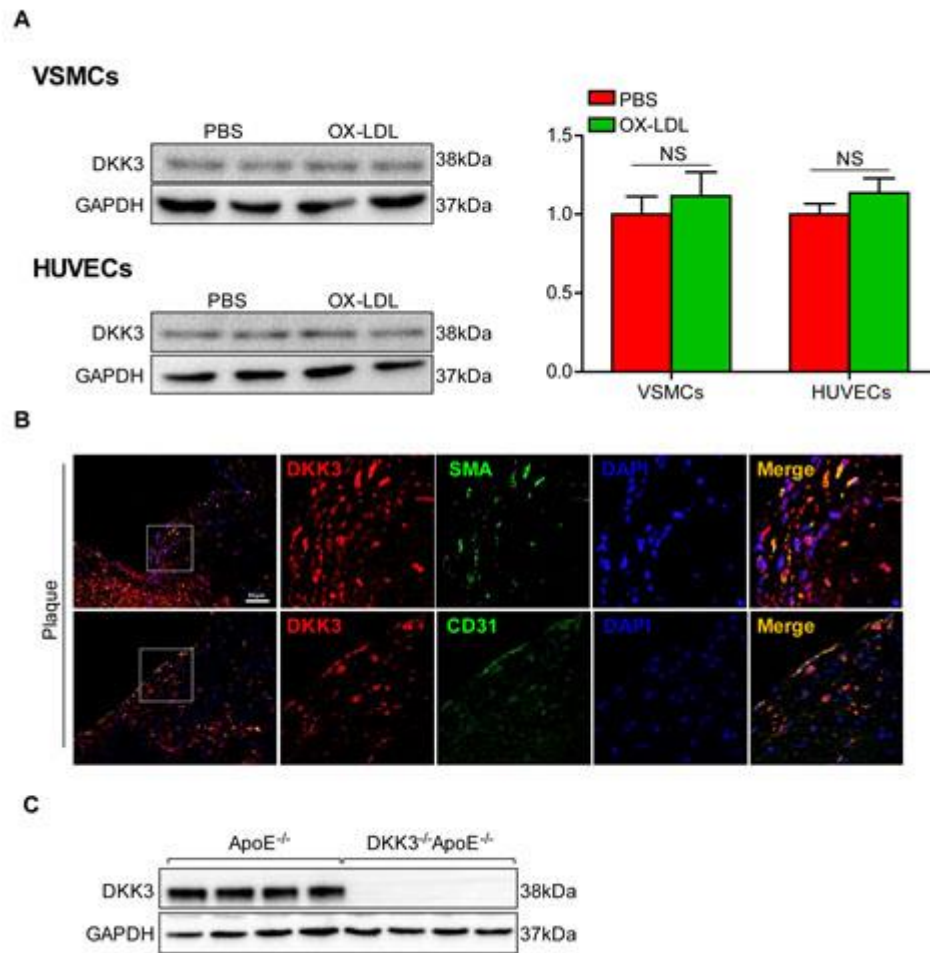 A
VSMCs
PBS OX-LDL
DKK3 38kDa
GAPDH 37kDa
HUVECs
PBS OX-LDL
DKK3 38kDa
GAPDH 37kDa
PBS
OX-LDL
1.5
1.0
0.5
0.0
NS NS
VSMCs HUVECs
B
Plaque
DKK3 SMA DAPI Merge
DKK3 CD31 DAPI Merge
C
ApoE-/- DKK3-/-ApoE-/-
DKK3 38kDa
GAPDH 37kDa